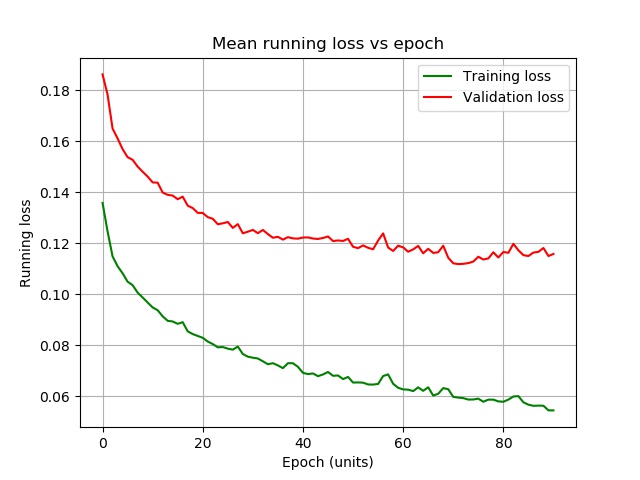 Mean running loss vs epoch
Training loss
Validation loss
0.18
0.16
0.14
0.12
0.10
0.08
0.06
Running loss
0
20
40
60
80
Epoch (units)